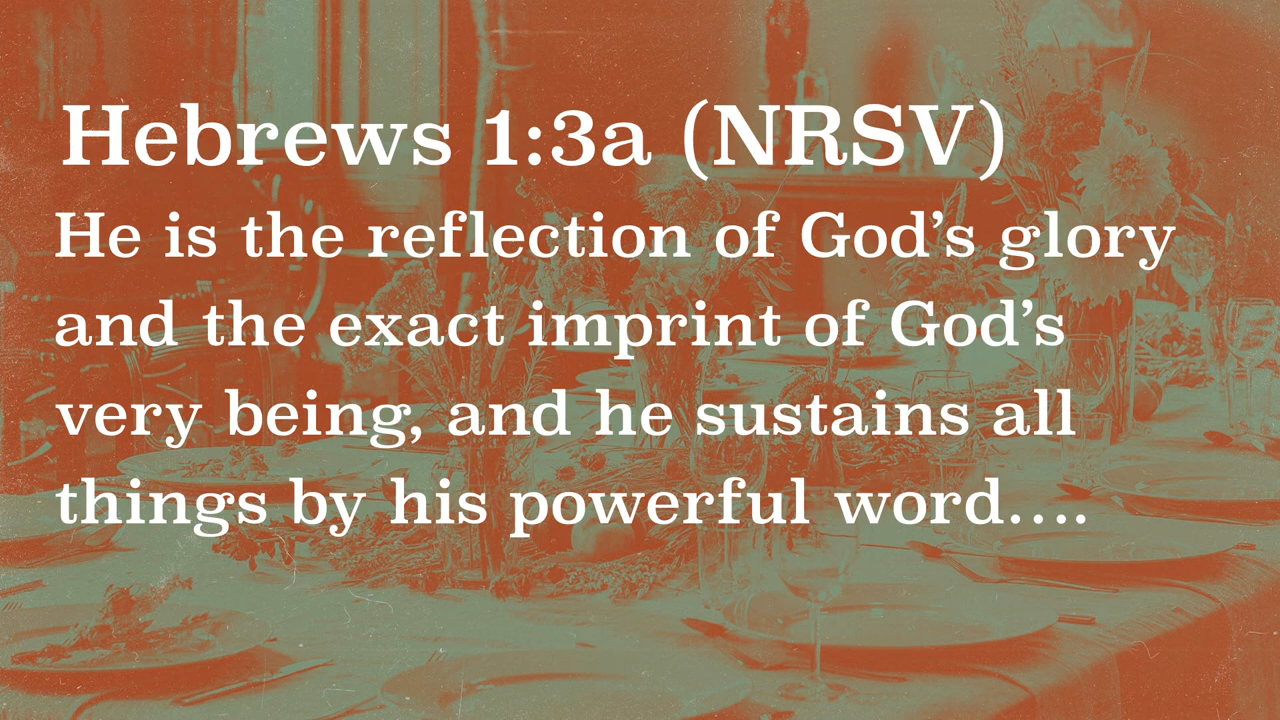 Hebrews 1:3a (NRSV)
He is the reflection of God’s glory
and the exact imprint of God’s
very being, and he sustains all
things by his powerful word….